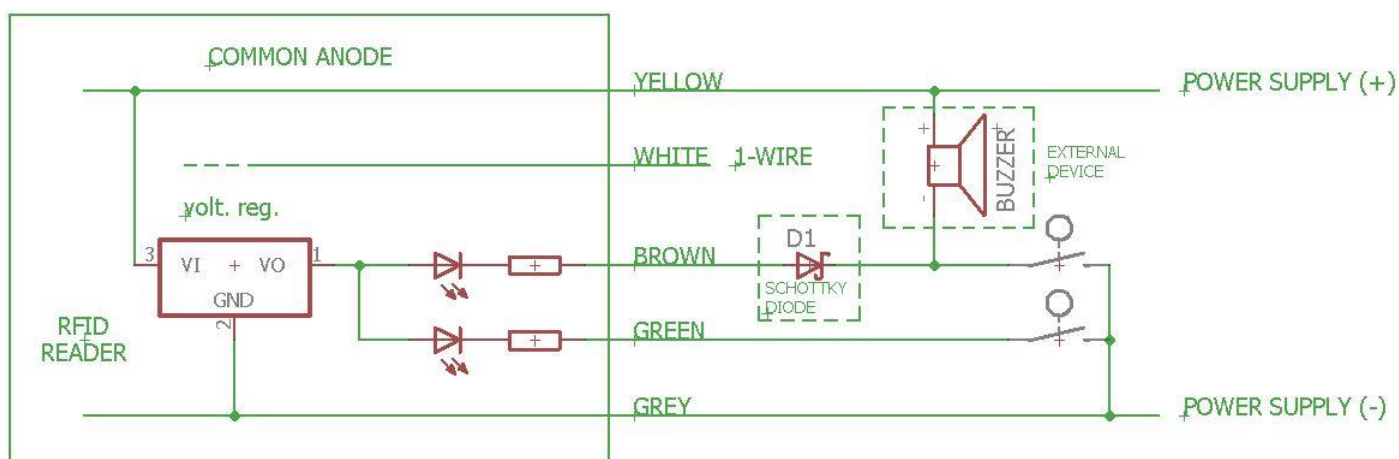 COMMON ANODE
YELLOW
POWER SUPPLY (+)
WHITE
1-WIRE
BUZZER
+
-
EXTERNAL
DEVICE
volt. reg.
3
VI
VO
1
GND
2
BROWN
D1
SCHOTTKY
DIODE
RFID
READER
GREEN
GREY
POWER SUPPLY (-)